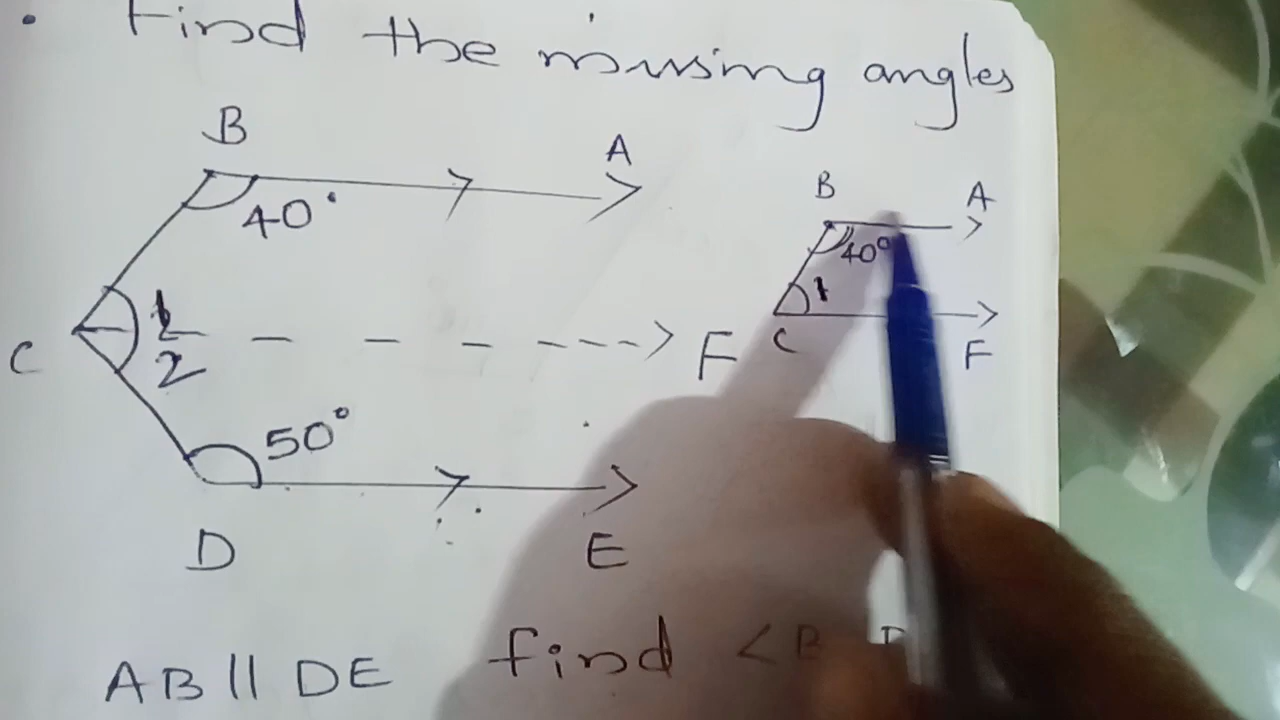 . Find the missing angles
B
A
40°
B
A
40°
1
C
F
1
2
C
F
50°
D
E
AB || DE find <B